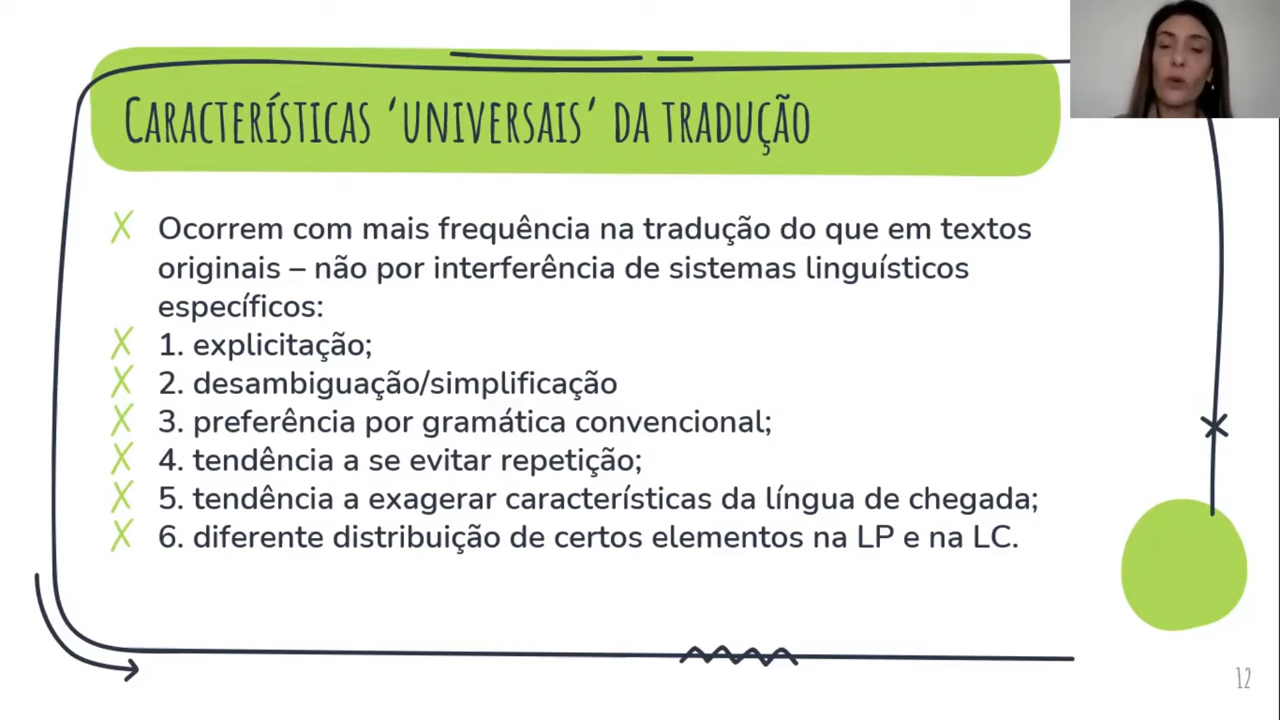 Características ‘universais‘ da tradução
Ocorrem com mais frequência na tradução do que em textos
originais – não por interferência de sistemas linguísticos
específicos:
1. explicitação;
2. desambiguação/simplificação
3. preferência por gramática convencional;
4. tendência a se evitar repetição;
5. tendência a exagerar características da língua de chegada;
6. diferente distribuição de certos elementos na LP e na LC.
12